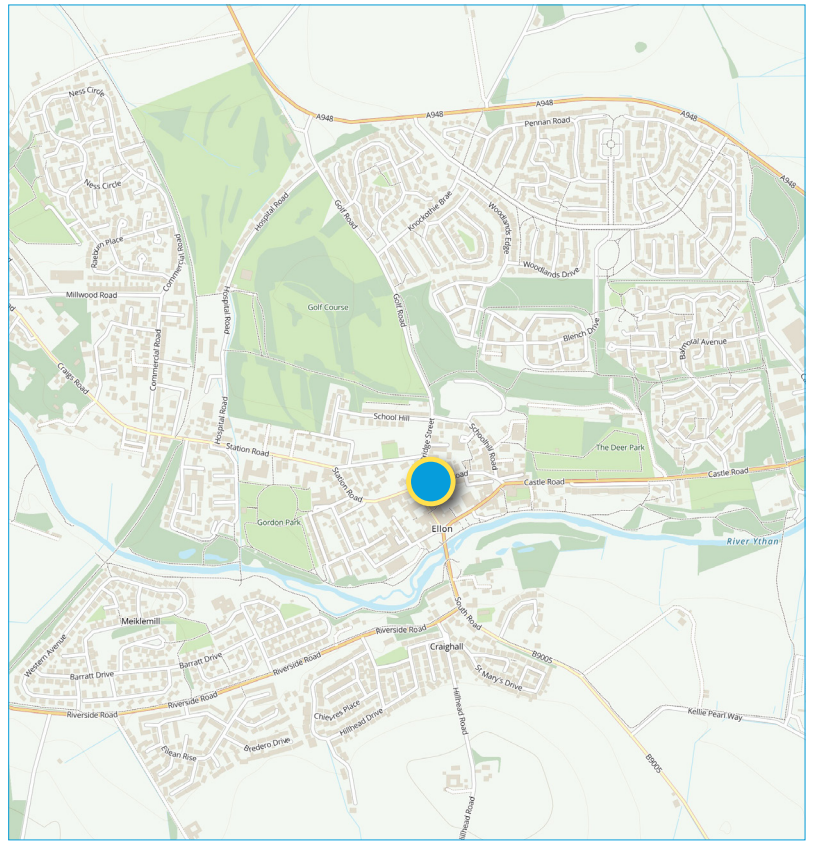 Ness Circle
A948
A948
A948
A948
Pennan Road
A948
Ness Circle
Hospital Road
Golf Road
Knockothie Brae
Woodlands Edge
Raeburn Place
Commercial Road
Woodlands Drive
Millwood Road
Hospital Road
Golf Course
Golf Road
Blench Drive
Balmoral Avenue
Commercial Road
Craigs Road
Hospital Road
School Hill
Schoolhill Road
Station Road
The Deer Park
Station Road
Castle Road
Castle Road
Gordon Park
Ellon
River Ythan
Meiklemill
South Road
Riverside Road
Western Avenue
Barratt Drive
Craighall
B9005
Riverside Road
Barratt Drive
St Mary's Drive
Riverside Road
Riverside Road
Chievres Place
Hillhead Drive
Hillhead Road
Kellie Pearl Way
Bredero Drive
B9005